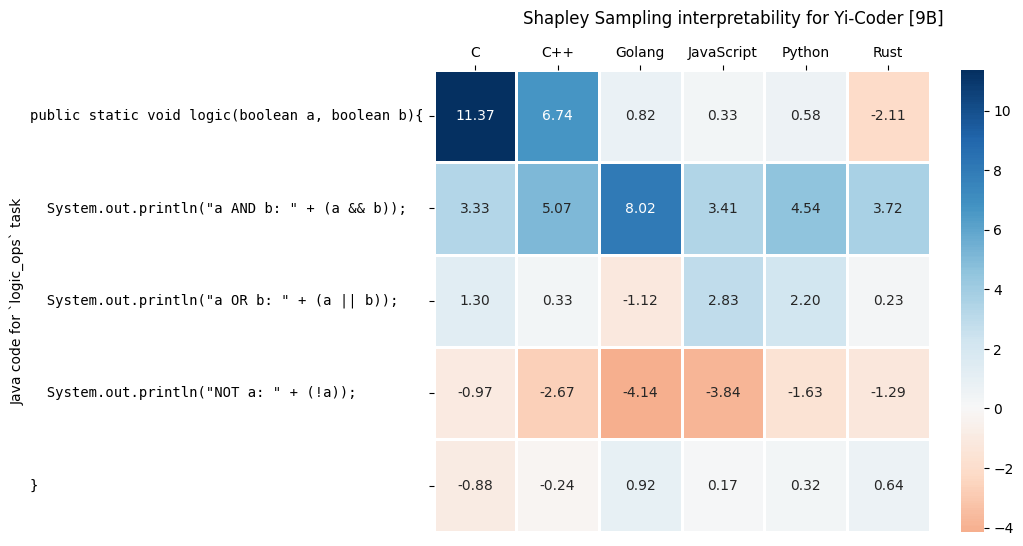 Shapley Sampling interpretability for Yi-Coder [9B]
C C++ Golang JavaScript Python Rust
public static void logic(boolean a, boolean b){ 11.37 6.74 0.82 0.33 0.58 -2.11
System.out.println("a AND b: " + (a && b)); 3.33 5.07 8.02 3.41 4.54 3.72
System.out.println("a OR b: " + (a || b)); 1.30 0.33 -1.12 2.83 2.20 0.23
System.out.println("NOT a: " + (!a)); -0.97 -2.67 -4.14 -3.84 -1.63 -1.29
} -0.88 -0.24 0.92 0.17 0.32 0.64
Java code for `logic_ops` task
10
8
6
4
2
0
−2
−4